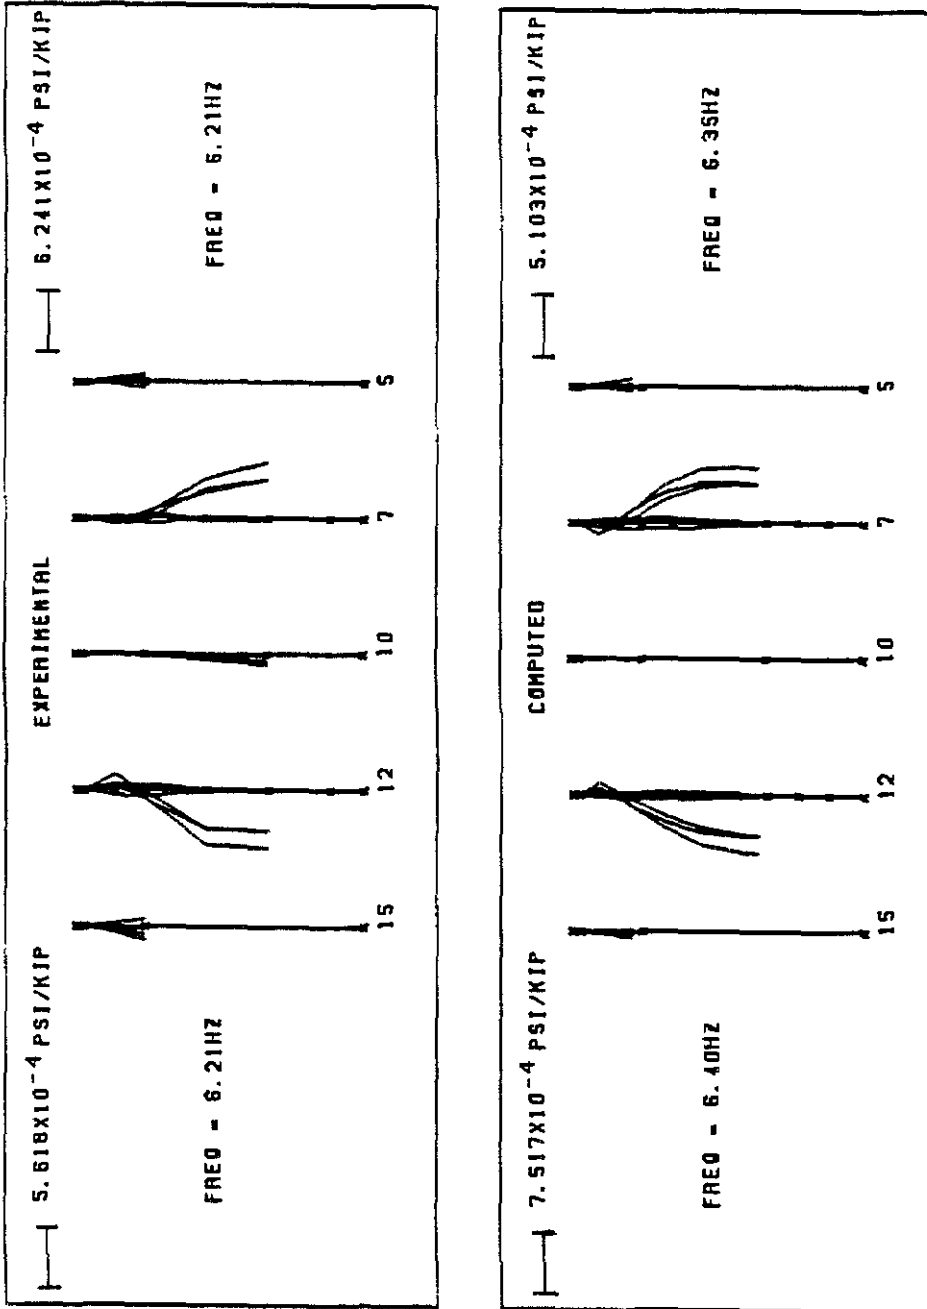 5.618X10⁻⁴ PSI/KIP
6.241X10⁻⁴ PSI/KIP
EXPERIMENTAL
FREQ = 6.21HZ
FREQ = 6.21HZ
15
12
10
7
5
7.517X10⁻⁴ PSI/KIP
5.103X10⁻⁴ PSI/KIP
COMPUTED
FREQ = 6.40HZ
FREQ = 6.35HZ
15
12
10
7
5